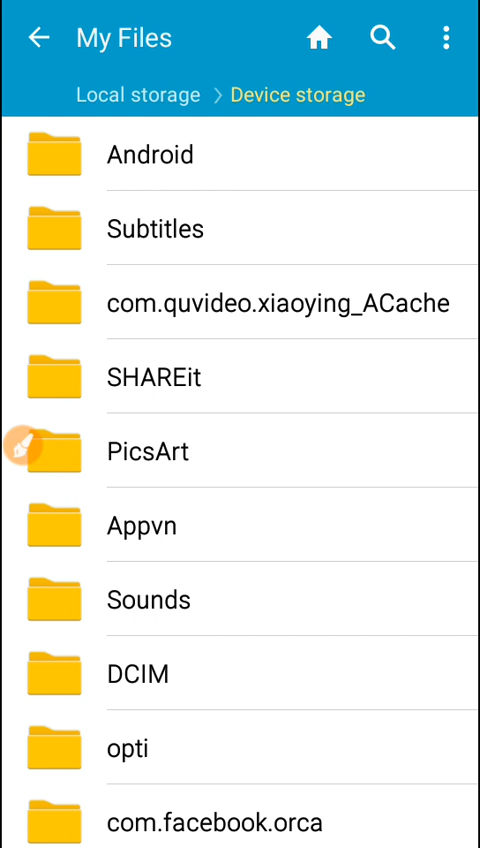 My Files
Local storage > Device storage
Android
Subtitles
com.quvideo.xiaoying_ACache
SHAREit
PicsArt
Appvn
Sounds
DCIM
opti
com.facebook.orca